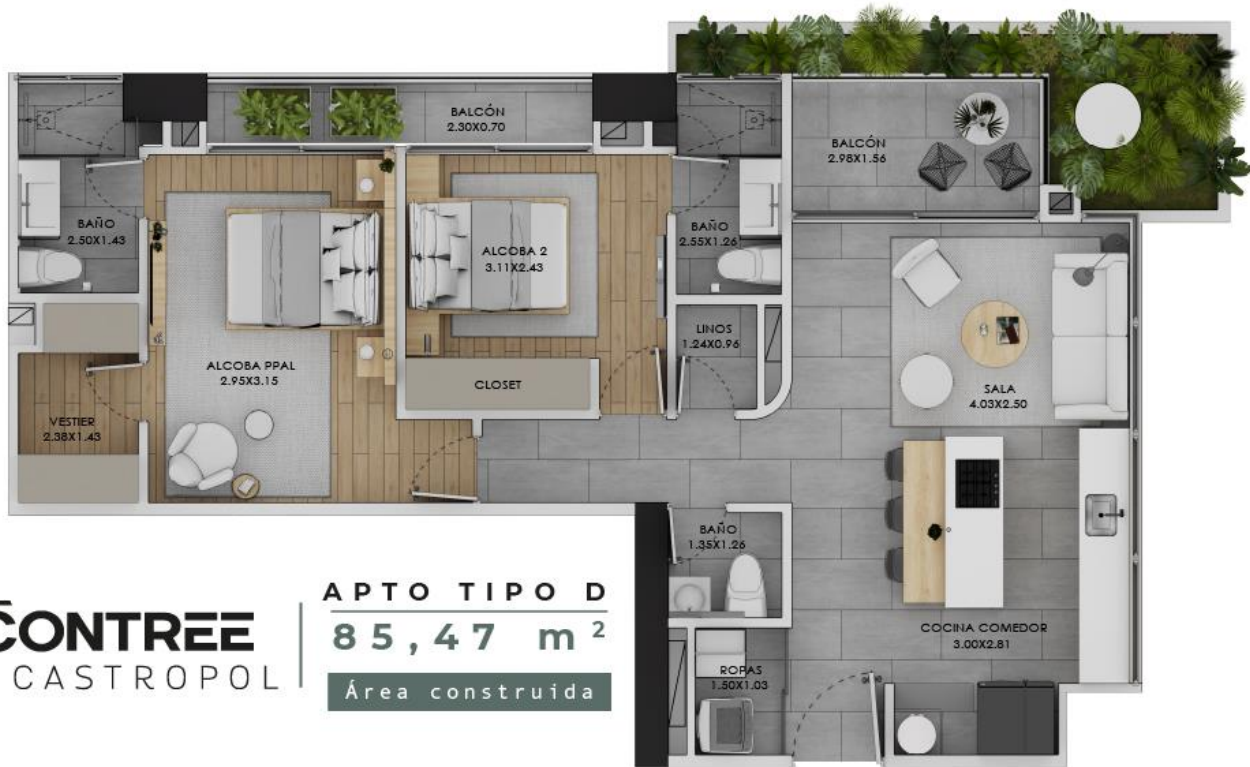 BALCÓN
2.30X0.70
BALCÓN
2.98X1.56
BAÑO
2.50X1.43
ALCOBA 2
3.11X2.43
BAÑO
2.55X1.26
LINOS
1.24X0.96
ALCOBA PPAL
2.95X3.15
CLOSET
SALA
4.03X2.50
VESTIER
2.38X1.43
BAÑO
1.35X1.26
COCINA COMEDOR
3.00X2.81
ROPAS
1.50X1.03
CONTREE
CASTROPOL
APTO TIPO D
85,47 m²
Área construida